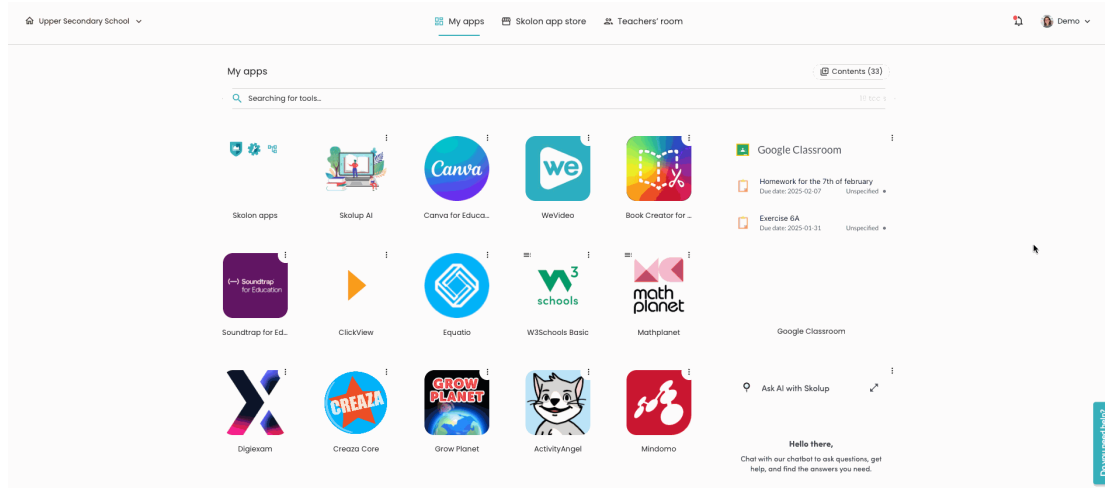 Upper Secondary School
My apps
Skolon app store
Teachers' room
Demo
My apps
Contents (33)
Searching for tools...
Skolon apps
Skolup AI
Canva
Canva for Educa...
we
WeVideo
Book Creator for ...
Google Classroom
Homework for the 7th of february
Due date: 2025-02-07 Unspecified
Exercise 6A
Due date: 2025-01-31 Unspecified
Google Classroom
(—) Soundtrap
for Education
Soundtrap for Ed...
ClickView
Equatio
w3
schools
W3Schools Basic
math
planet
Mathplanet
X
Digiexam
CREAZA
Creaza Core
GROW
PLANET
Grow Planet
ActivityAngel
Mindomo
Ask AI with Skolup
Hello there,
Chat with our chatbot to ask questions, get
help, and find the answers you need.
Do you need help?